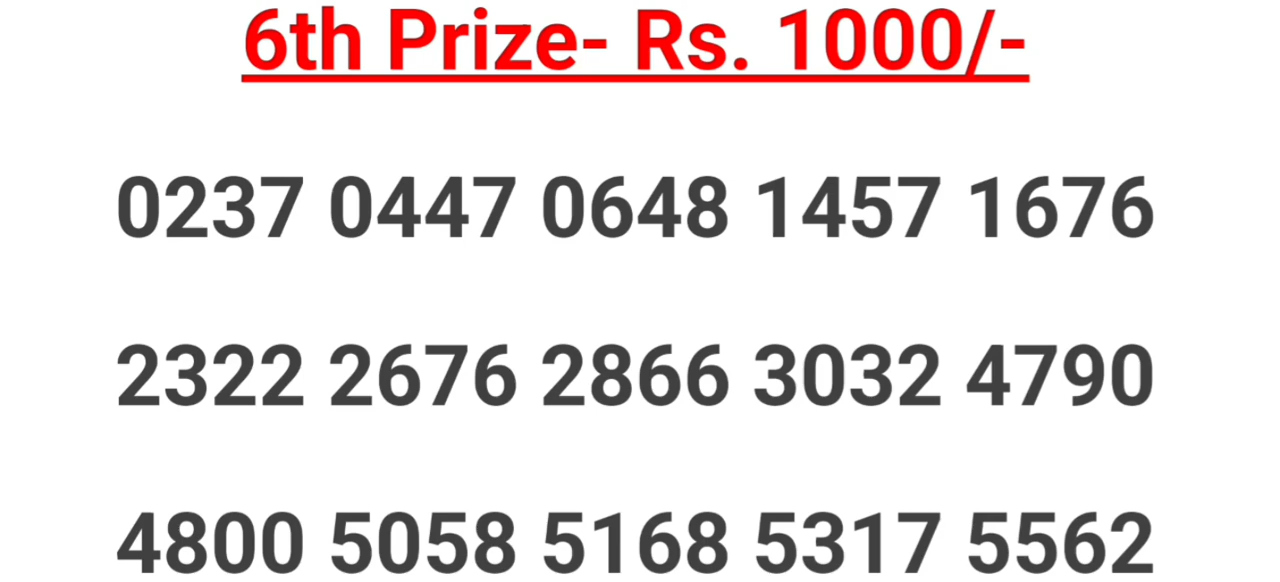 6th Prize- Rs. 1000/-
0237 0447 0648 1457 1676
2322 2676 2866 3032 4790
4800 5058 5168 5317 5562